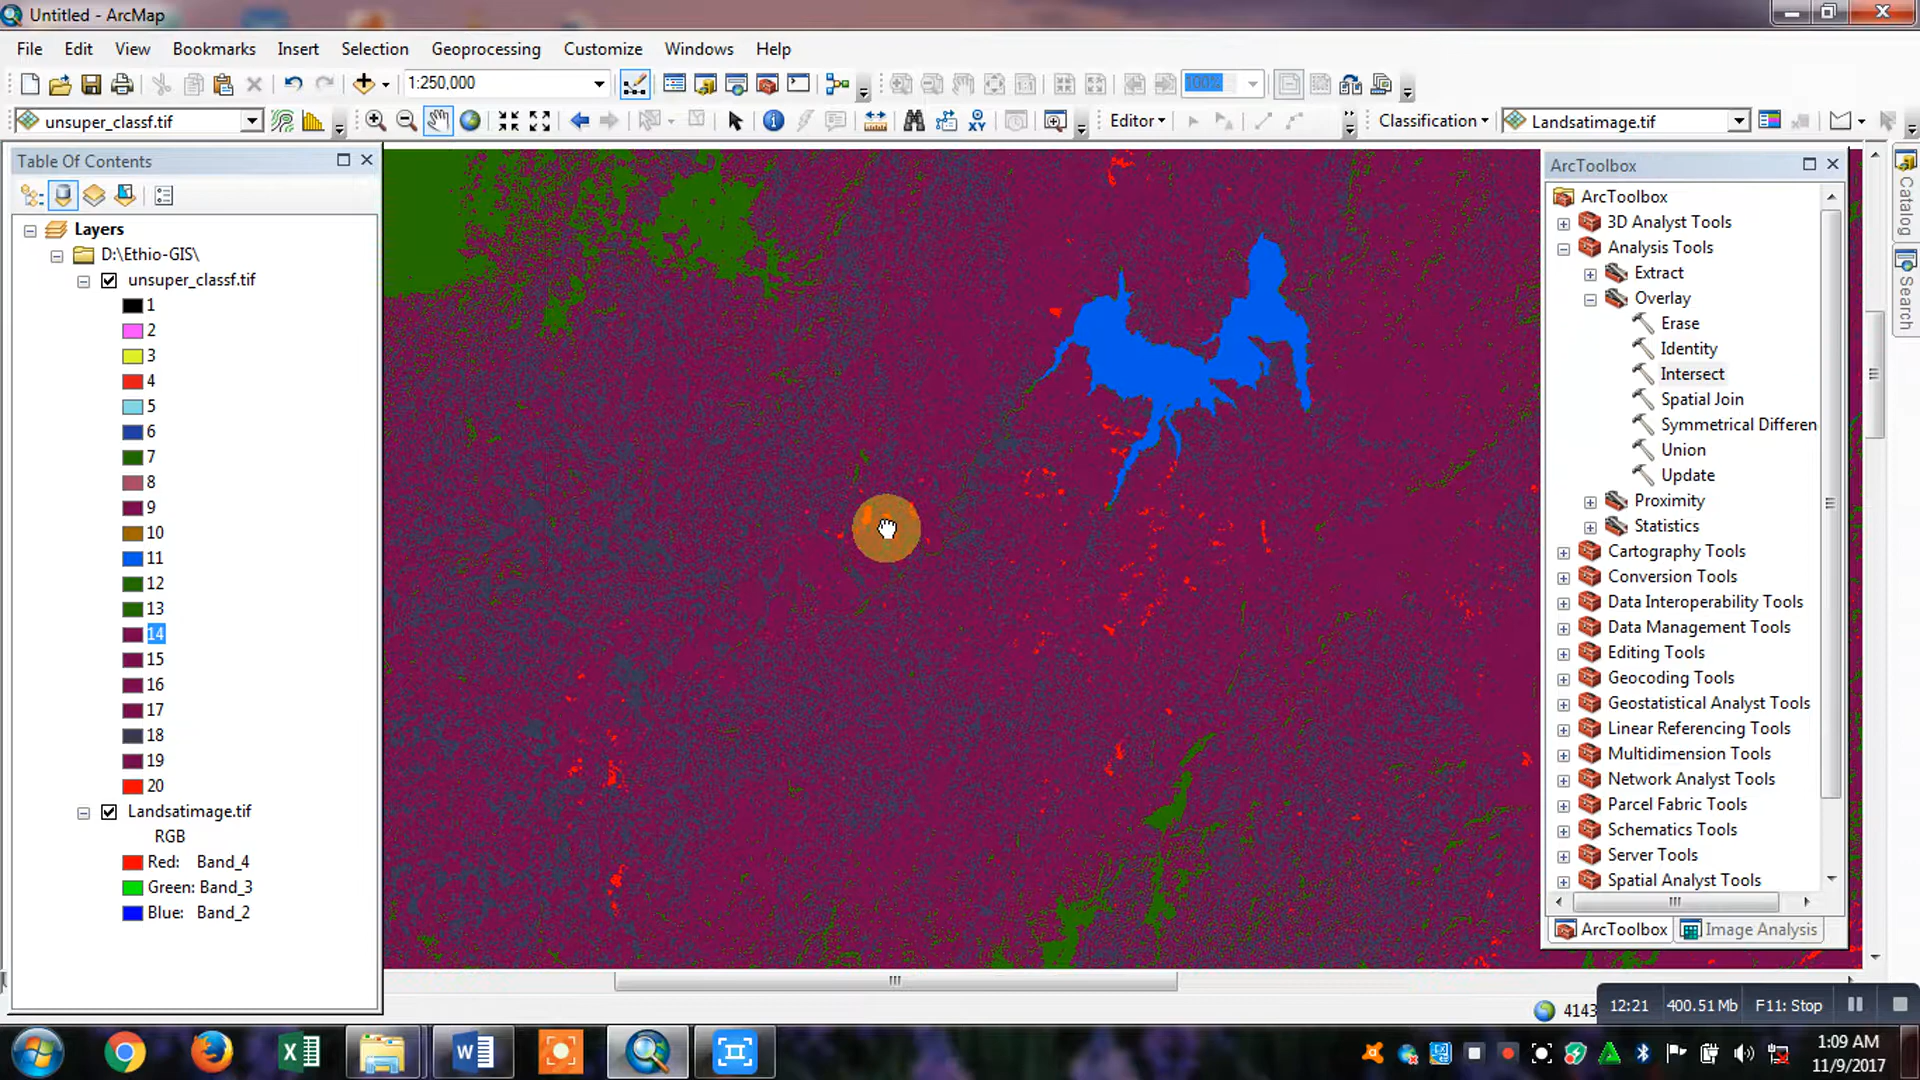 Untitled - ArcMap
File Edit View Bookmarks Insert Selection Geoprocessing Customize Windows Help
1:250,000
100%
unsuper_classf.tif
Editor
Classification
Landsatimage.tif
Table Of Contents
Layers
D:\Ethio-GIS\
unsuper_classf.tif
1
2
3
4
5
6
7
8
9
10
11
12
13
14
15
16
17
18
19
20
Landsatimage.tif
RGB
Red: Band_4
Green: Band_3
Blue: Band_2
ArcToolbox
ArcToolbox
3D Analyst Tools
Analysis Tools
Extract
Overlay
Erase
Identity
Intersect
Spatial Join
Symmetrical Differen
Union
Update
Proximity
Statistics
Cartography Tools
Conversion Tools
Data Interoperability Tools
Data Management Tools
Editing Tools
Geocoding Tools
Geostatistical Analyst Tools
Linear Referencing Tools
Multidimension Tools
Network Analyst Tools
Parcel Fabric Tools
Schematics Tools
Server Tools
Spatial Analyst Tools
ArcToolbox Image Analysis
Catalog
Search
4143
12:21 400.51 Mb F11: Stop
1:09 AM
11/9/2017